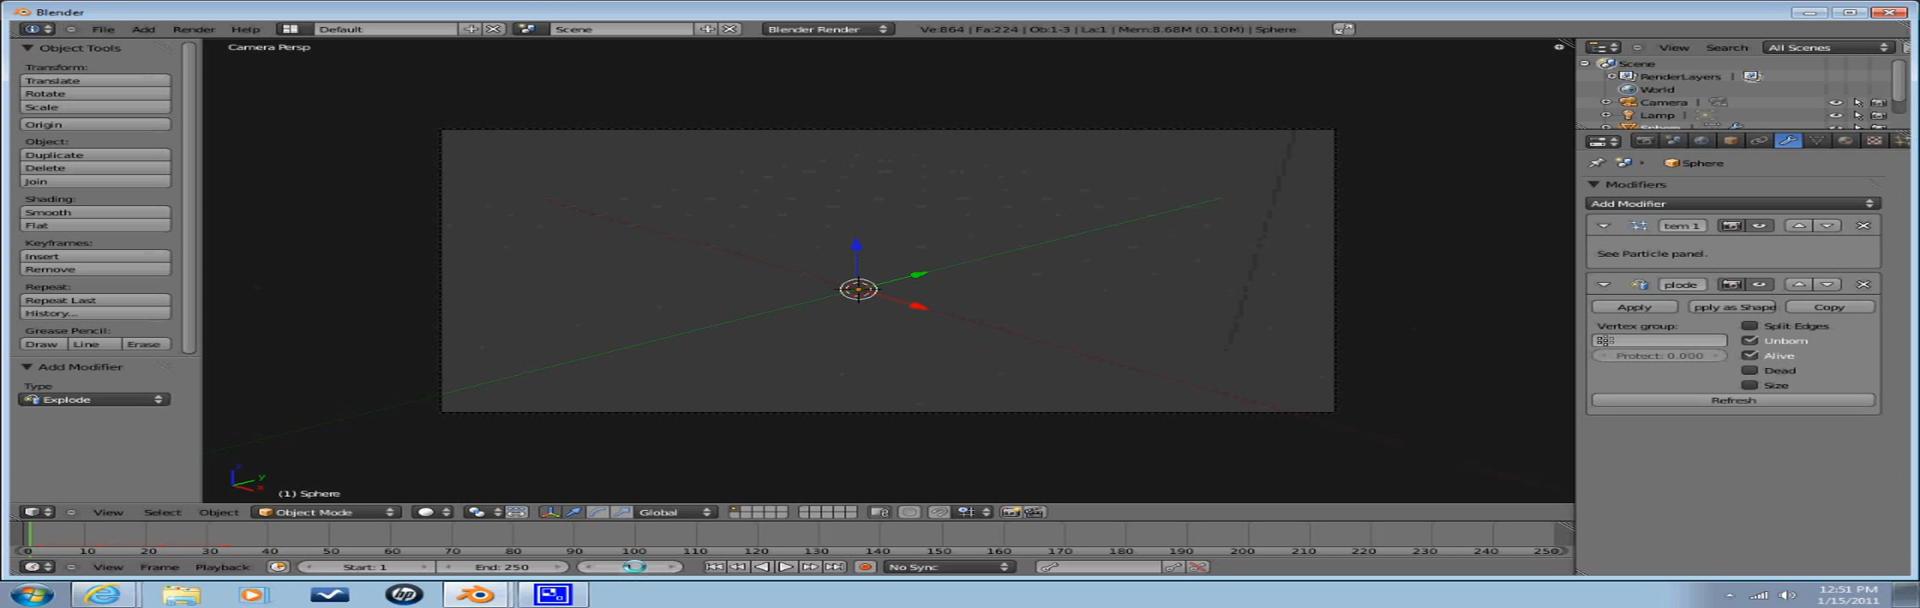 Blender
File Add Render Help Default Scene Blender Render Ve:864 | Fa:224 | Ob:1-3 | La:1 | Mem:8.68M (0.10M) | Sphere
Object Tools
Camera Persp
View Search All Scenes
Transform:
Translate
Rotate
Scale
Origin
Object:
Duplicate
Delete
Join
Shading:
Smooth
Flat
Keyframes:
Insert
Remove
Repeat:
Repeat Last
History...
Grease Pencil:
Draw Line Erase
Add Modifier
Type
Explode
Scene
RenderLayers
World
Camera
Lamp
Sphere
Modifiers
Add Modifier
tem 1
See Particle panel.
plode
Apply pply as Shape Copy
Vertex group: Split Edges
Unborn
Protect: 0.000 Alive
Dead
Size
Refresh
z
y
x
(1) Sphere
View Select Object Object Mode Global
0 10 20 30 40 50 60 70 80 90 100 110 120 130 140 150 160 170 180 190 200 210 220 230 240 250
View Frame Playback Start: 1 End: 250 No Sync
hp
12:51 PM
1/15/2011